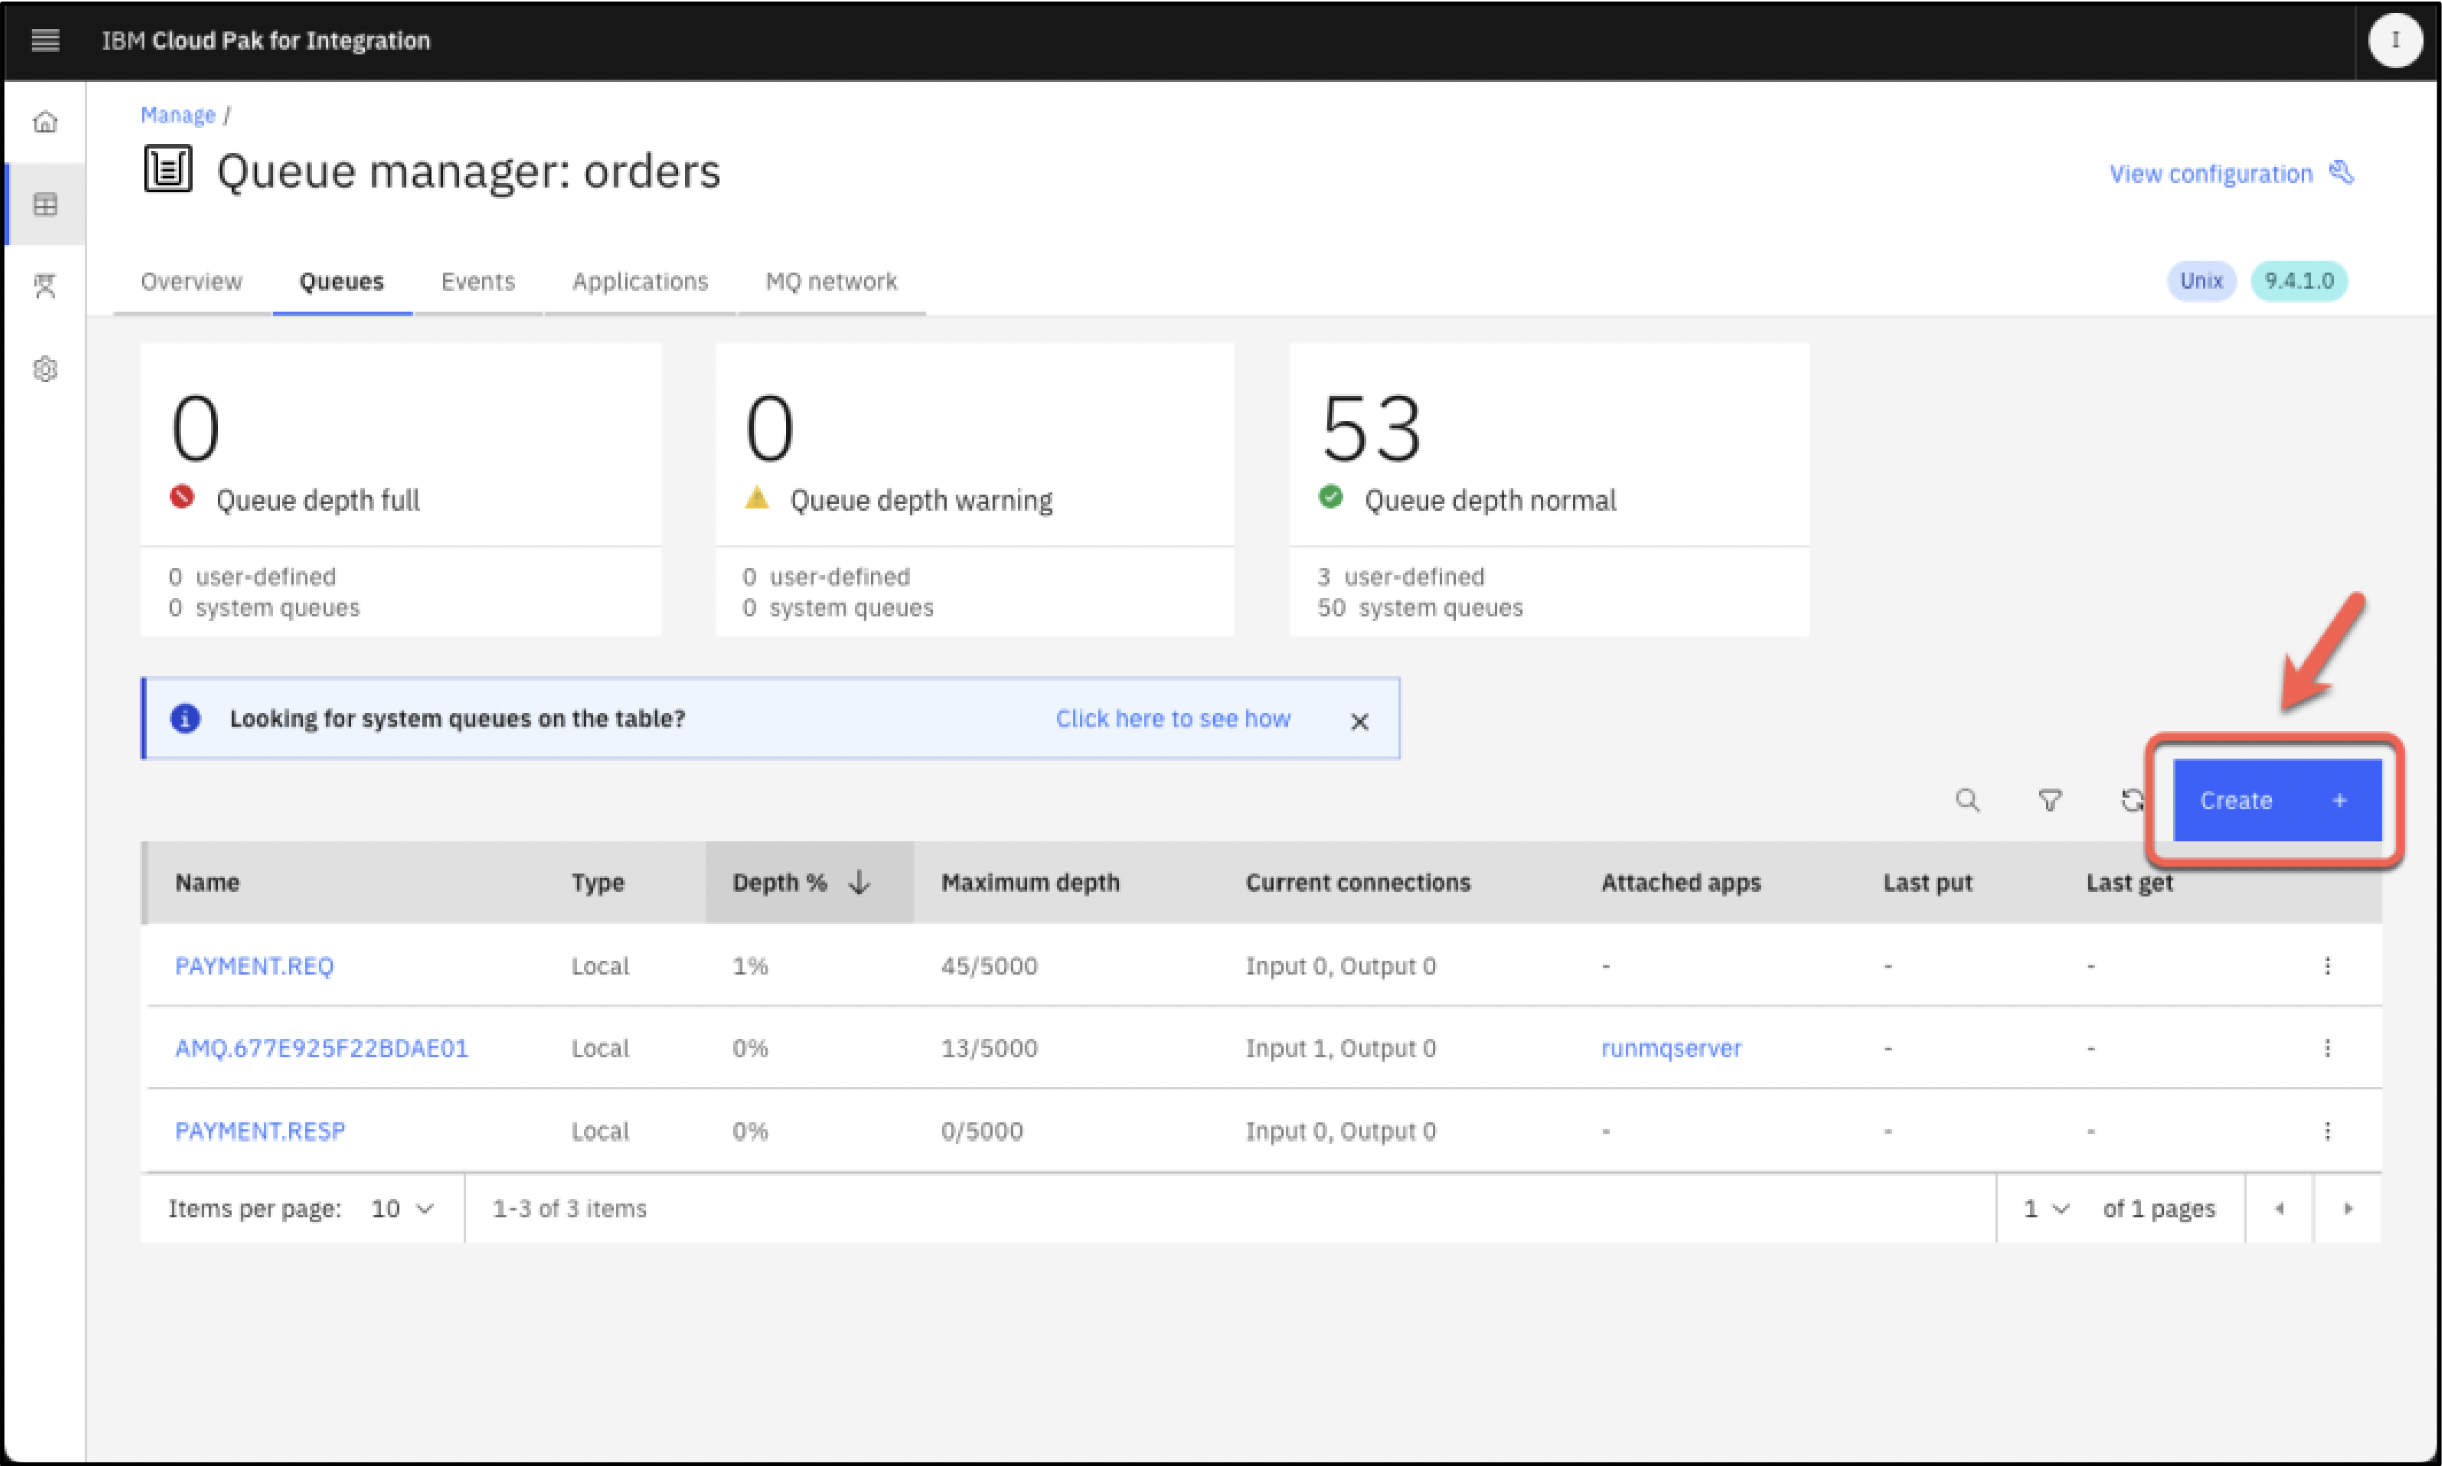 IBM Cloud Pak for Integration
I
Manage /
Queue manager: orders
View configuration
Overview Queues Events Applications MQ network
Unix 9.4.1.0
0
Queue depth full
0 user-defined
0 system queues
0
Queue depth warning
0 user-defined
0 system queues
53
Queue depth normal
3 user-defined
50 system queues
Looking for system queues on the table? Click here to see how
Create +
Name Type Depth % Maximum depth Current connections Attached apps Last put Last get
PAYMENT.REQ Local 1% 45/5000 Input 0, Output 0 - - -
AMQ.677E925F22BDAE01 Local 0% 13/5000 Input 1, Output 0 runmqserver - -
PAYMENT.RESP Local 0% 0/5000 Input 0, Output 0 - - -
Items per page: 10 1-3 of 3 items 1 of 1 pages